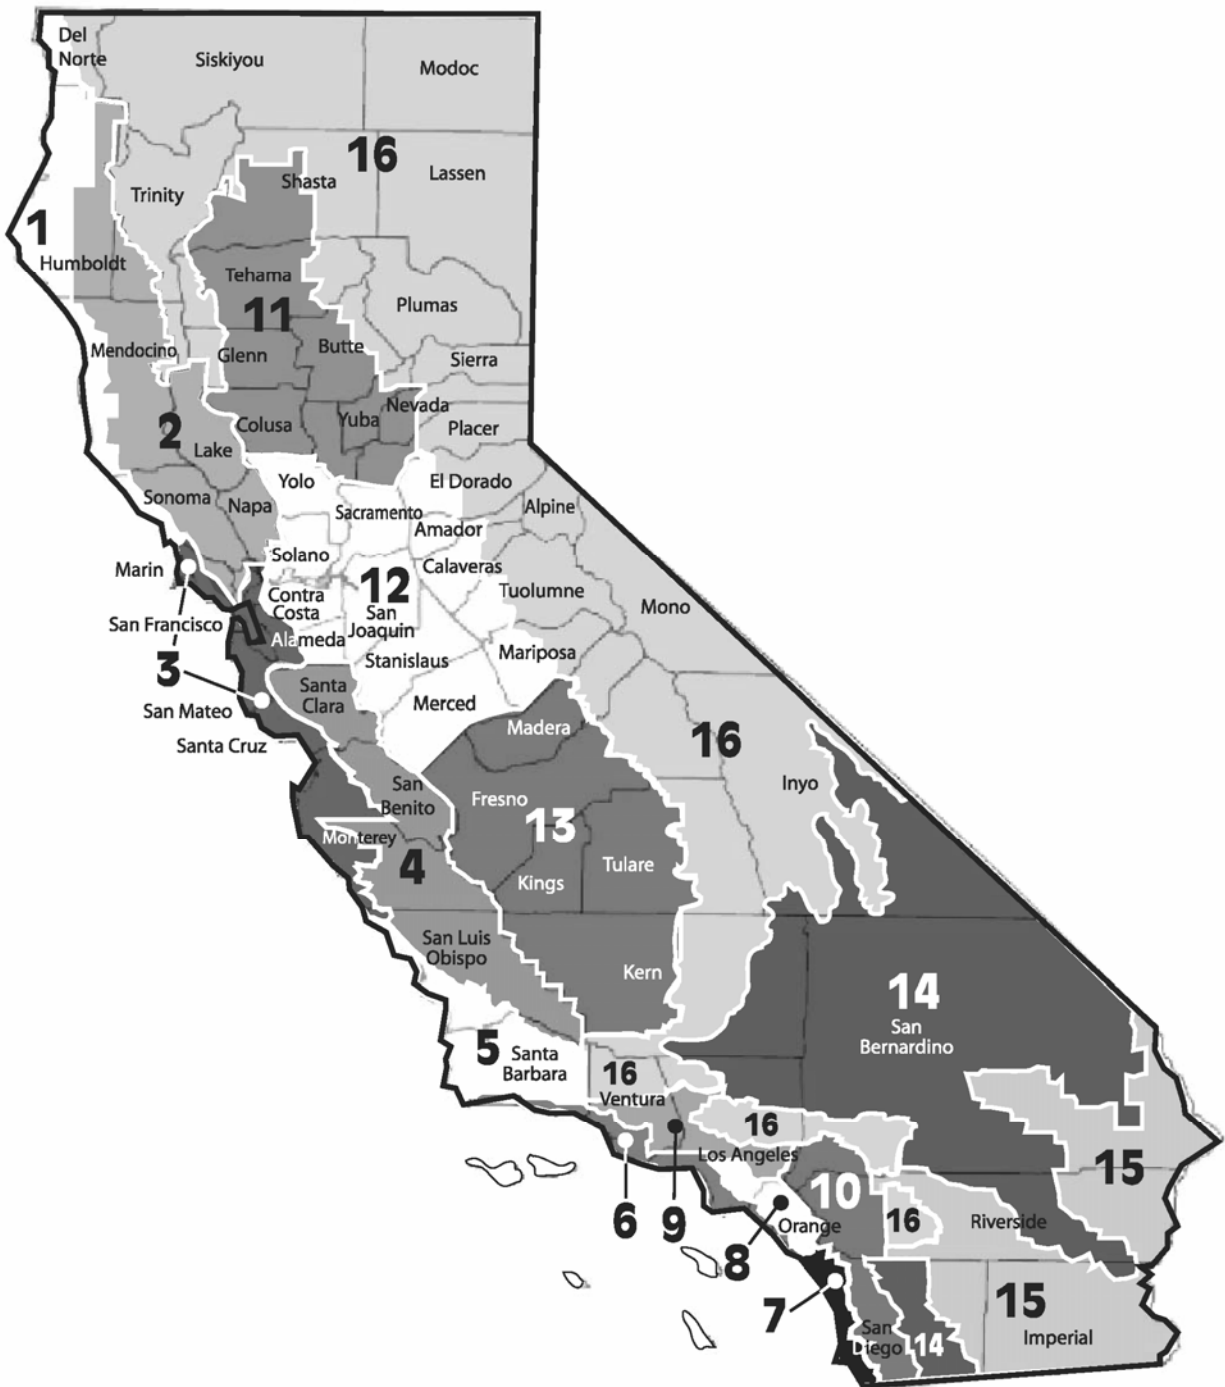 Del
Norte
Siskiyou
Modoc
16
Shasta
Lassen
Trinity
1
Humboldt
Tehama
11
Plumas
Mendocino
Glenn
Butte
Sierra
Nevada
Colusa
Yuba
Placer
2
Lake
Yolo
El Dorado
Sonoma
Napa
Sacramento
Alpine
Amador
Solano
Marin
Calaveras
12
Contra
Costa
Tuolumne
Mono
San Francisco
San
Joaquin
Alameda
Stanislaus
Mariposa
3
Santa
Clara
Merced
San Mateo
Madera
16
Santa Cruz
San
Benito
Inyo
Fresno
13
Monterey
4
Kings
Tulare
San Luis
Obispo
Kern
14
San
Bernardino
5
Santa
Barbara
16
Ventura
16
Los Angeles
15
10
6
9
8
Orange
16
Riverside
7
15
San
Diego
14
Imperial